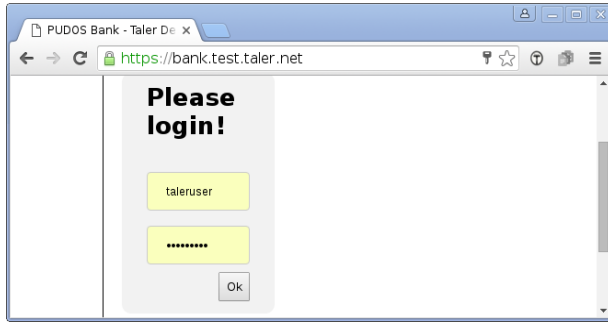 PUDOS Bank - Taler De
https://bank.test.taler.net
Please
login!
taleruser
•••••••••
Ok